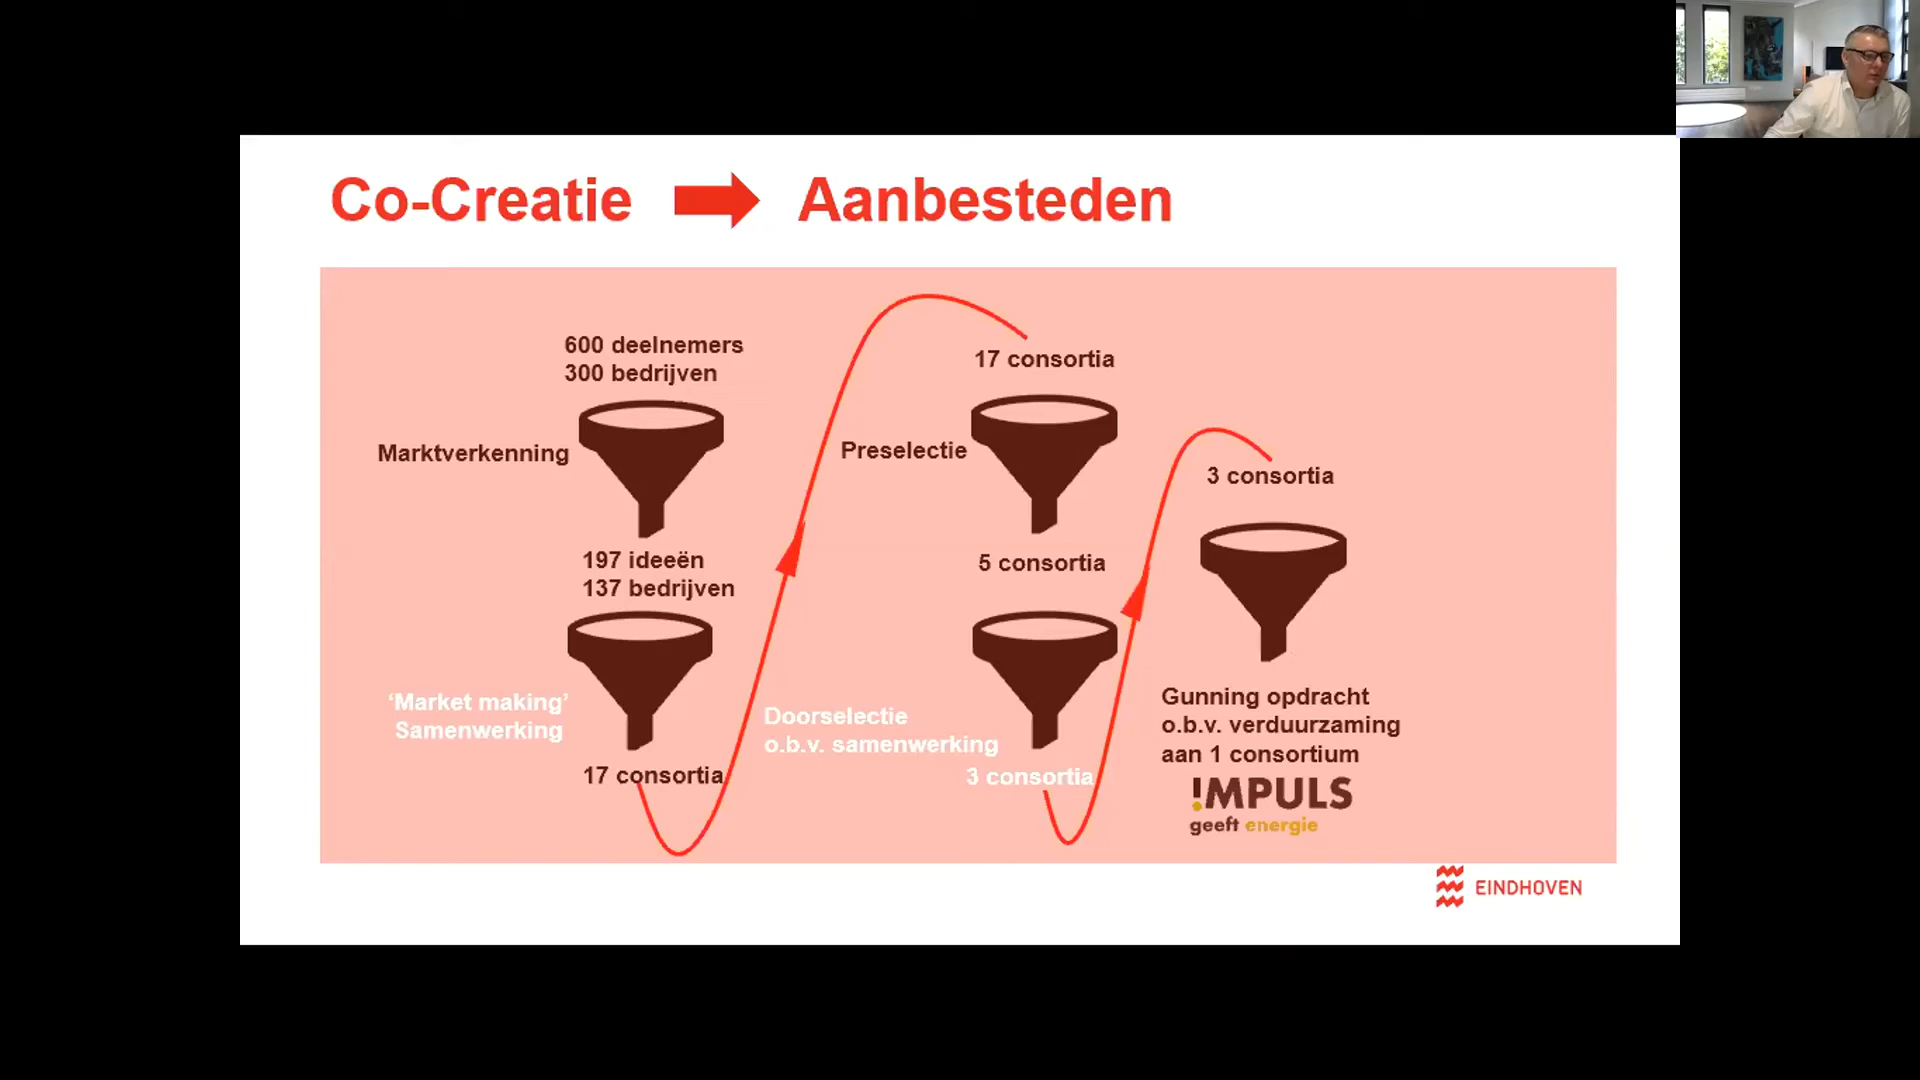 Co-Creatie
Aanbesteden
600 deelnemers
300 bedrijven
Marktverkenning
197 ideeën
137 bedrijven
‘Market making’
Samenwerking
17 consortia
17 consortia
Preselectie
5 consortia
Doorselectie
o.b.v. samenwerking
3 consortia
3 consortia
Gunning opdracht
o.b.v. verduurzaming
aan 1 consortium
!MPULS
geeft energie
EINDHOVEN